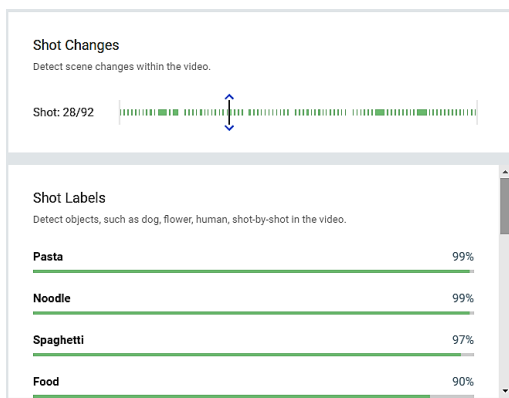 Shot Changes
Detect scene changes within the video.
Shot: 28/92
Shot Labels
Detect objects, such as dog, flower, human, shot-by-shot in the video.
Pasta 99%
Noodle 99%
Spaghetti 97%
Food 90%